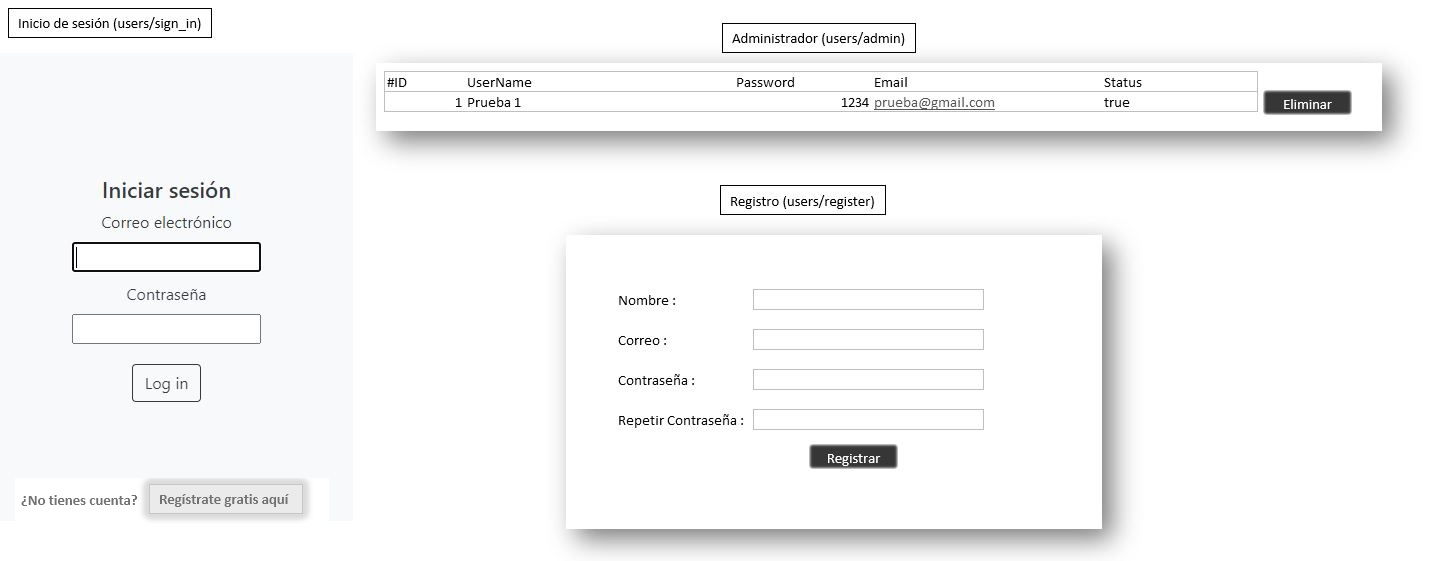 Inicio de sesión (users/sign_in)
Iniciar sesión
Correo electrónico
Contraseña
Log in
¿No tienes cuenta? Regístrate gratis aquí
Administrador (users/admin)
#ID UserName Password Email Status
1 Prueba 1 1234 prueba@gmail.com true Eliminar
Registro (users/register)
Nombre :
Correo :
Contraseña :
Repetir Contraseña :
Registrar